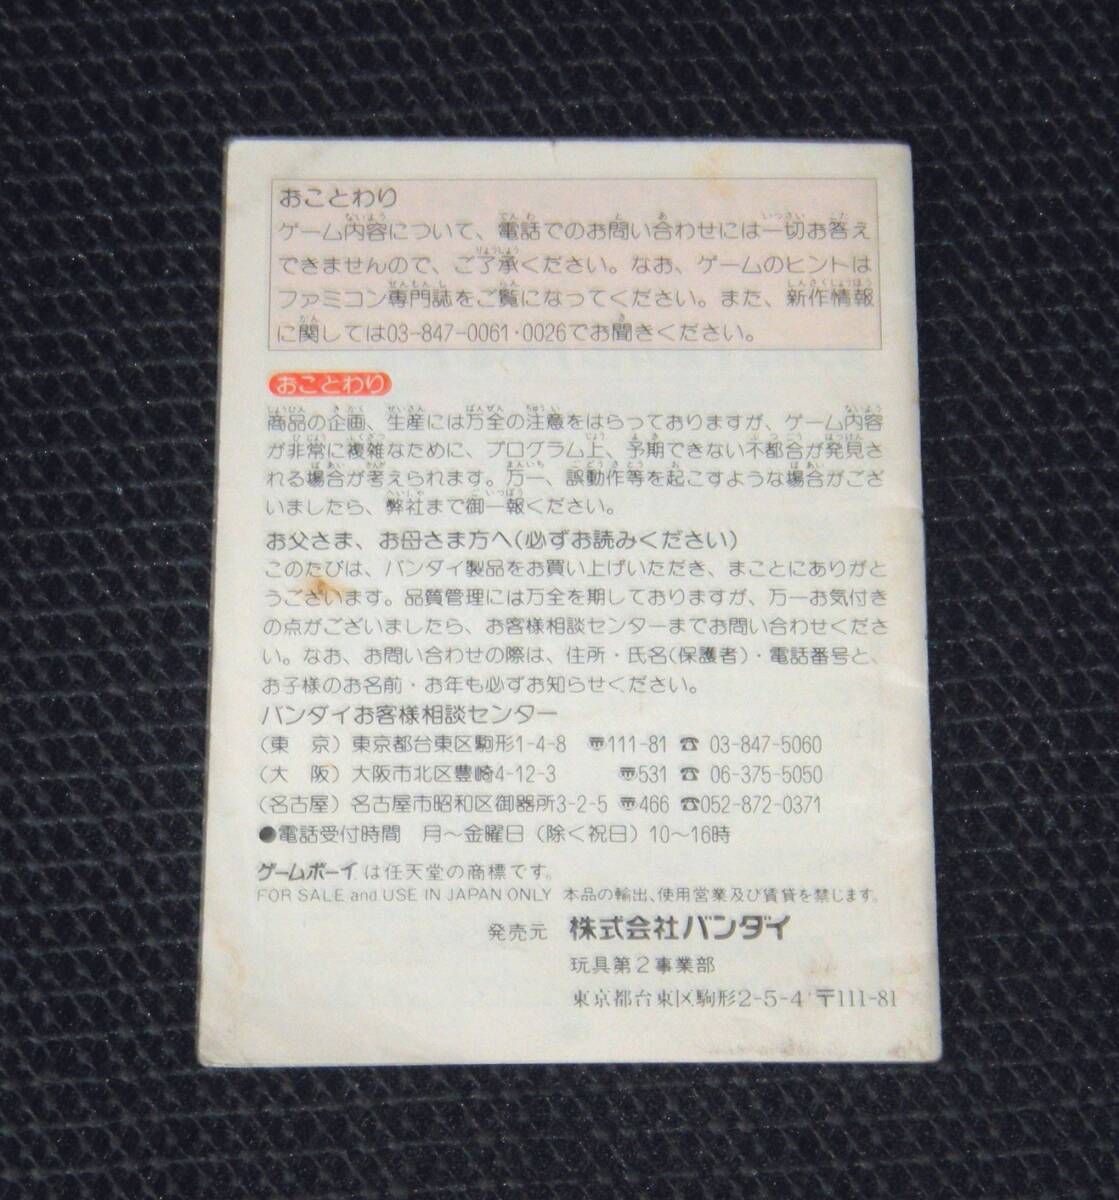 おことわり
ゲーム内容について、電話でのお問い合わせには一切お答え
できませんので、ご了承ください。なお、ゲームのヒントは
ファミコン専門誌をご覧になってください。また、新作情報
に関しては03-847-0061・0026でお聞きください。
おことわり
商品の企画、生産には万全の注意をはらっておりますが、ゲーム内容
が非常に複雑なために、プログラム上、予期できない不都合が発見さ
れる場合が考えられます。万一、誤動作等を起こすような場合がござ
いましたら、弊社まで御一報ください。
お父さま、お母さま方へ(必ずお読みください)
このたびは、バンダイ製品をお買い上げいただき、まことにありがと
うございます。品質管理には万全を期しておりますが、万一お気付き
の点がございましたら、お客様相談センターまでお問い合わせくださ
い。なお、お問い合わせの際は、住所・氏名(保護者)・電話番号と、
お子様のお名前・お年も必ずお知らせください。
バンダイお客様相談センター
(東 京) 東京都台東区駒形1-4-8 〠111-81 ☎ 03-847-5060
(大 阪) 大阪市北区豊崎4-12-3 〠531 ☎ 06-375-5050
(名古屋) 名古屋市昭和区御器所3-2-5 〠466 ☎052-872-0371
●電話受付時間 月〜金曜日 (除く祝日) 10〜16時
ゲームボーイ は任天堂の商標です。
FOR SALE and USE IN JAPAN ONLY 本品の輸出、使用営業及び賃貸を禁じます。
発売元 株式会社バンダイ
玩具第2事業部
東京都台東区駒形2-5-4 〒111-81